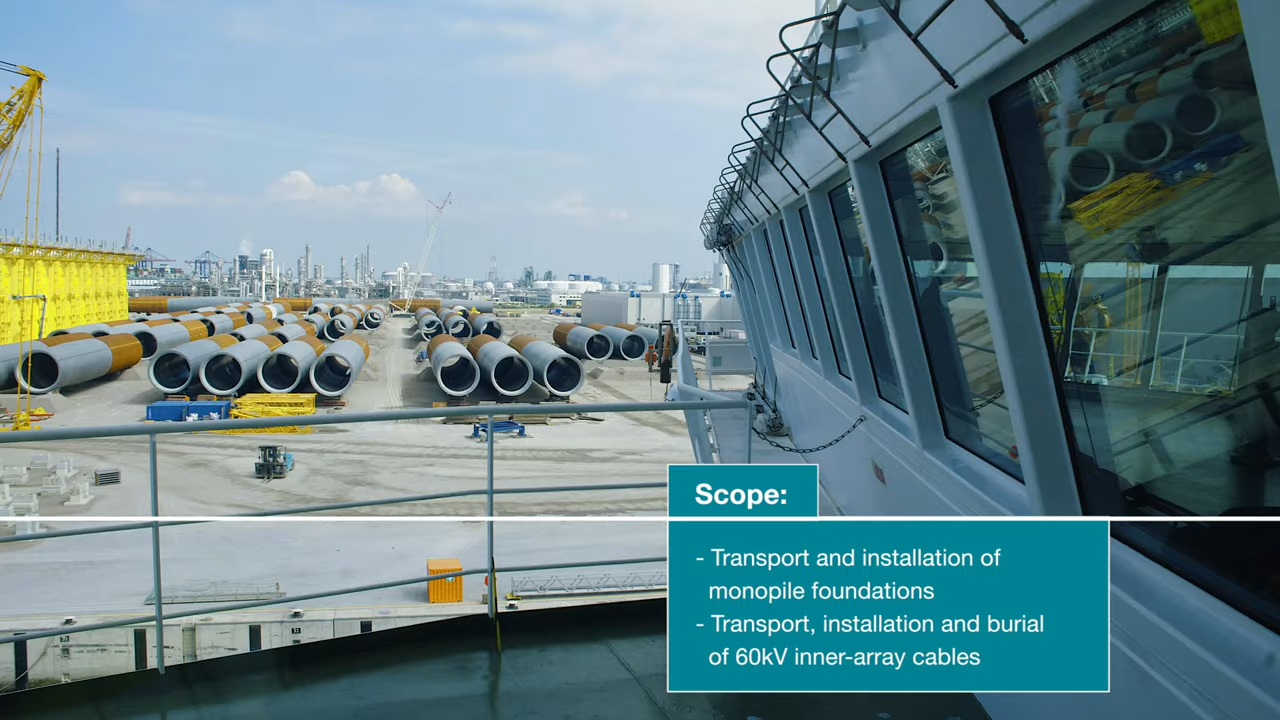 Scope:
- Transport and installation of
monopile foundations
- Transport, installation and burial
of 60kV inner-array cables